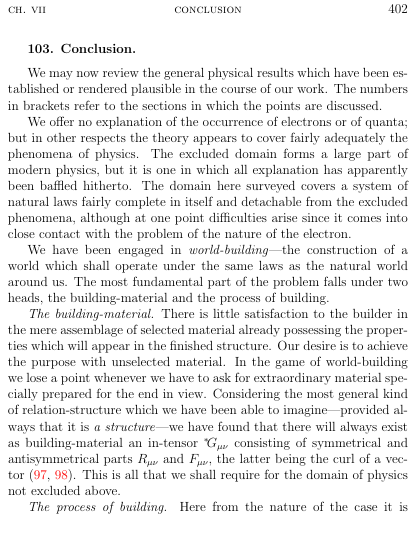 CH. VII CONCLUSION 402
103. Conclusion.
We may now review the general physical results which have been es-
tablished or rendered plausible in the course of our work. The numbers
in brackets refer to the sections in which the points are discussed.
We offer no explanation of the occurrence of electrons or of quanta;
but in other respects the theory appears to cover fairly adequately the
phenomena of physics. The excluded domain forms a large part of
modern physics, but it is one in which all explanation has apparently
been baffled hitherto. The domain here surveyed covers a system of
natural laws fairly complete in itself and detachable from the excluded
phenomena, although at one point difficulties arise since it comes into
close contact with the problem of the nature of the electron.
We have been engaged in world-building—the construction of a
world which shall operate under the same laws as the natural world
around us. The most fundamental part of the problem falls under two
heads, the building-material and the process of building.
The building-material. There is little satisfaction to the builder in
the mere assemblage of selected material already possessing the proper-
ties which will appear in the finished structure. Our desire is to achieve
the purpose with unselected material. In the game of world-building
we lose a point whenever we have to ask for extraordinary material spe-
cially prepared for the end in view. Considering the most general kind
of relation-structure which we have been able to imagine—provided al-
ways that it is a structure—we have found that there will always exist
as building-material an in-tensor *Gμν consisting of symmetrical and
antisymmetrical parts Rμν and Fμν, the latter being the curl of a vec-
tor (97, 98). This is all that we shall require for the domain of physics
not excluded above.
The process of building. Here from the nature of the case it is